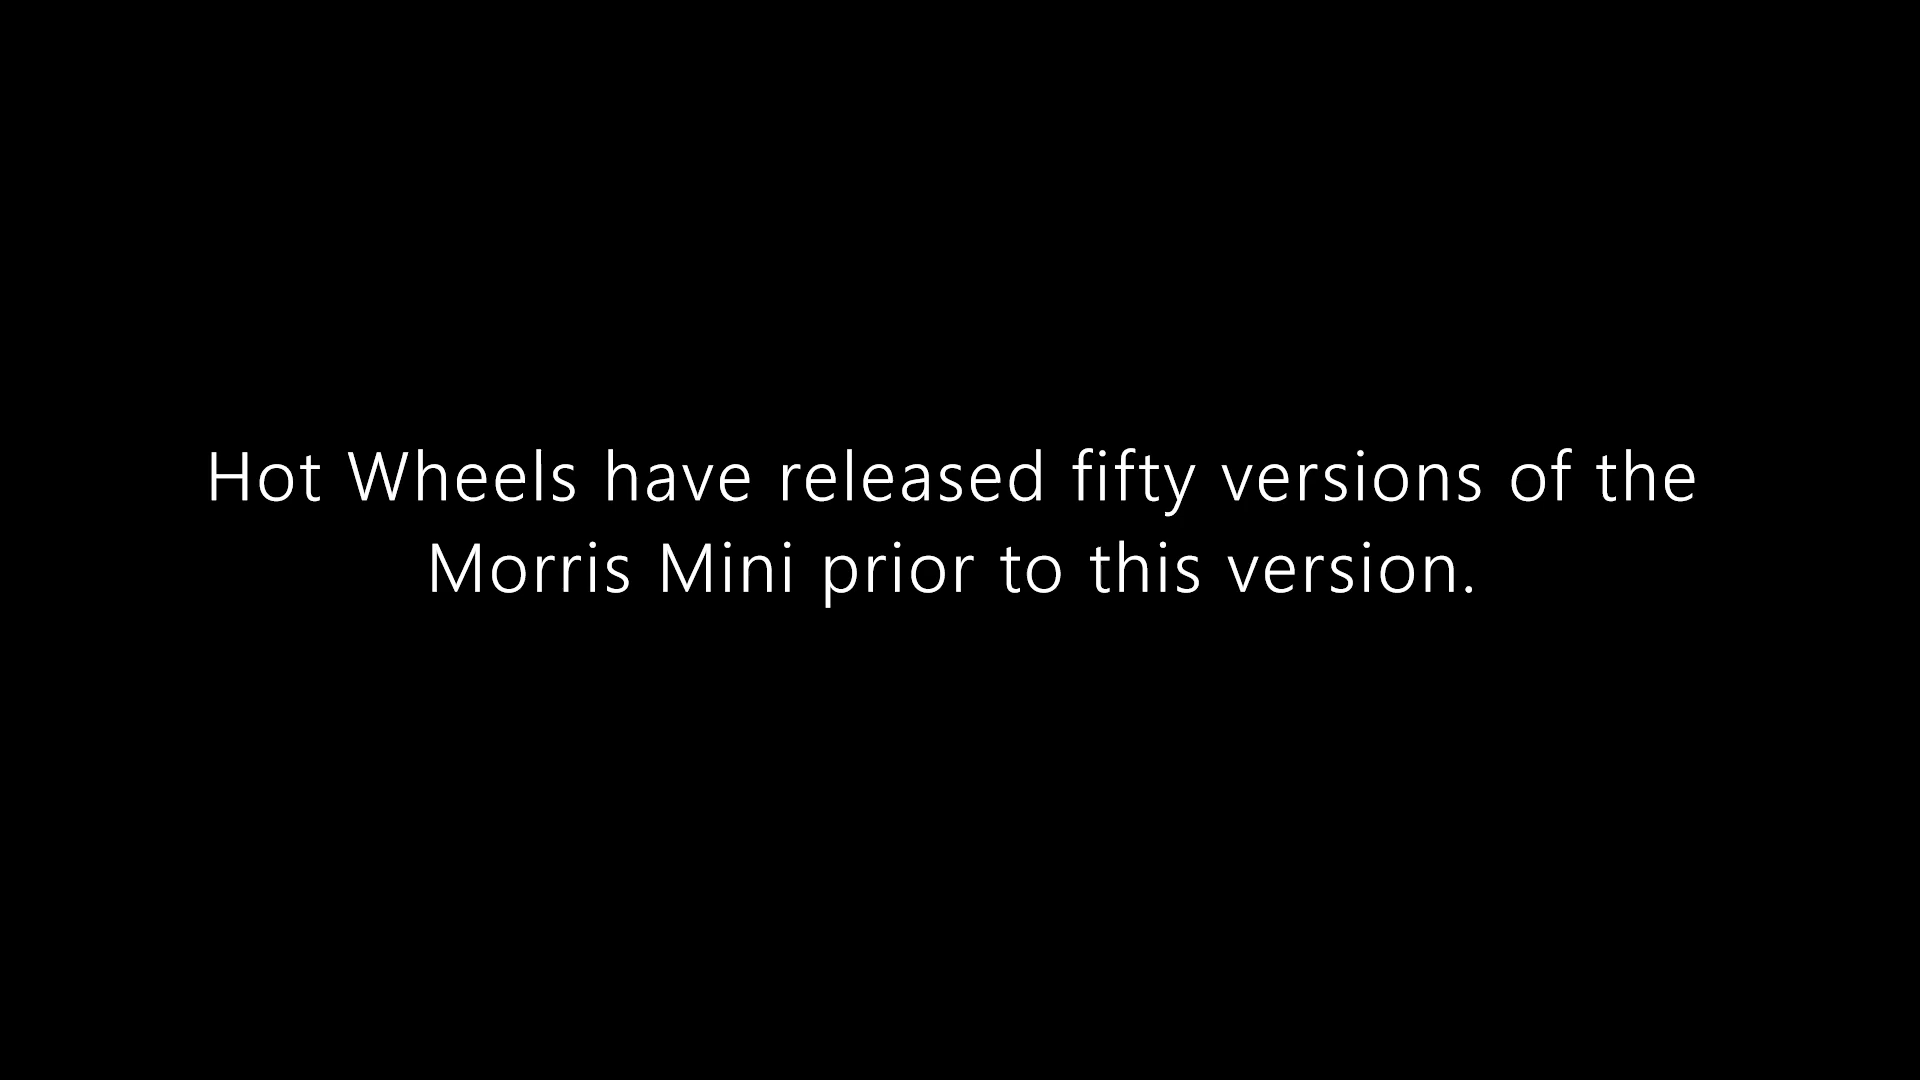 Hot Wheels have released fifty versions of the
Morris Mini prior to this version.